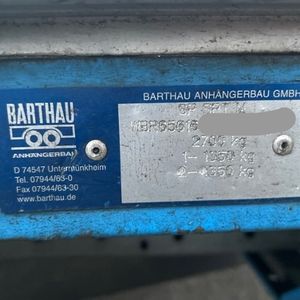 BARTHAU
ANHÄNGERBAU
D 74547 Untermünkheim
Tel. 07944/63-0
Fax 07944/63-30
www.barthau.de
BARTHAU ANHÄNGERBAU GMBH
2700 kg
1- 1350 kg
2- 1350 kg